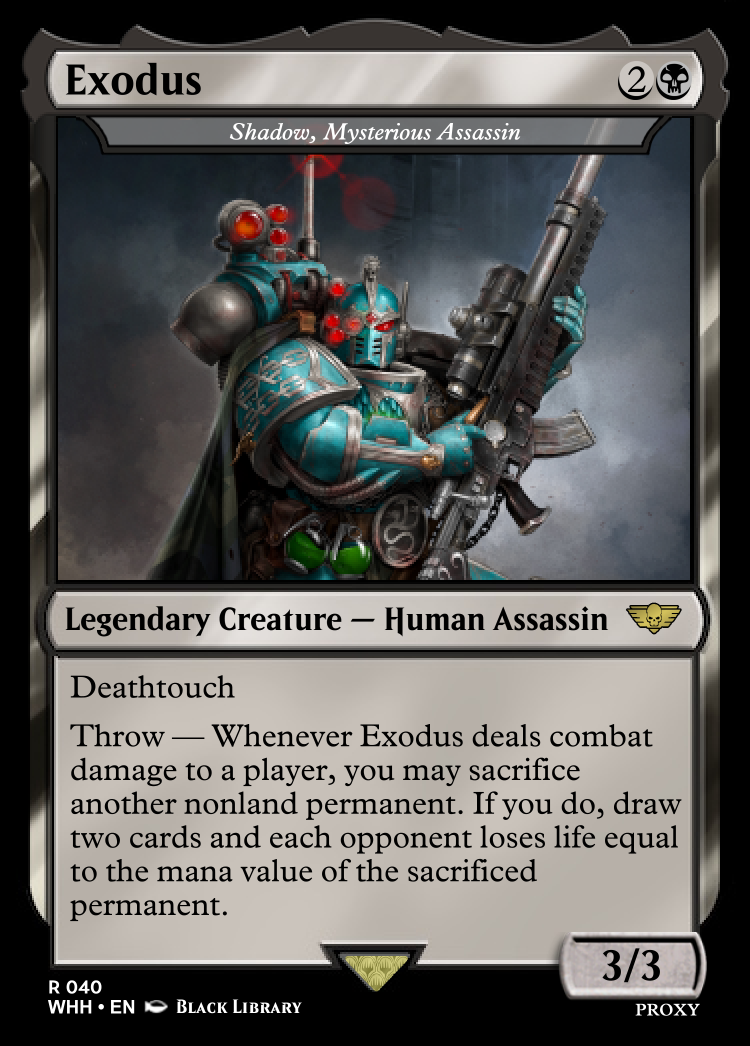 Exodus 2
Shadow, Mysterious Assassin
Legendary Creature — Human Assassin
Deathtouch
Throw — Whenever Exodus deals combat
damage to a player, you may sacrifice
another nonland permanent. If you do, draw
two cards and each opponent loses life equal
to the mana value of the sacrificed
permanent.
3/3
R 040
WHH • EN BLACK LIBRARY
PROXY